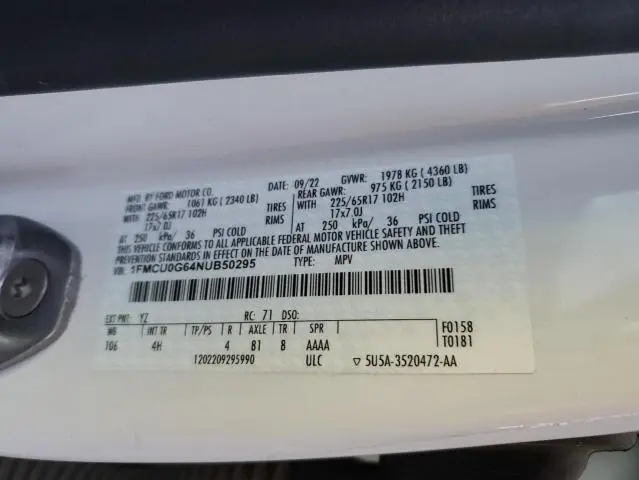 MFD. BY FORD MOTOR CO. DATE: 09/22 GVWR: 1978 KG ( 4360 LB)
FRONT GAWR: 1061 KG ( 2340 LB) REAR GAWR: 975 KG ( 2150 LB)
225/65R17 102H TIRES 225/65R17 102H TIRES
17x7.0J RIMS 17x7.0J RIMS
AT 250 kPa/ 36 PSI COLD AT 250 kPa/ 36 PSI COLD
THIS VEHICLE CONFORMS TO ALL APPLICABLE FEDERAL MOTOR VEHICLE SAFETY AND THEFT
PREVENTION STANDARDS IN EFFECT ON THE DATE OF MANUFACTURE SHOWN ABOVE.
VIN: 1FMCU0G64NUB50295 TYPE: MPV
EXT PNT: YZ RC: 71 DSO: F0158
WB INT TR TP/PS R AXLE TR SPR T0181
106 4H 4 81 8 AAAA
1202209295990 ULC ▽ 5U5A-3520472-AA